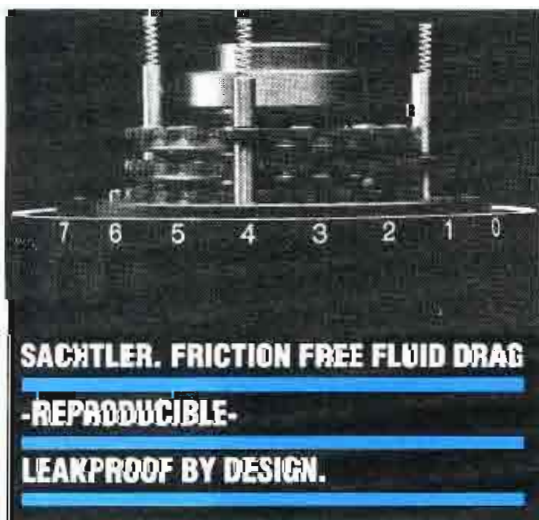 7 6 5 4 3 2 1 0
SACHTLER. FRICTION FREE FLUID DRAG
-REPRODUCIBLE-
LEAKPROOF BY DESIGN.